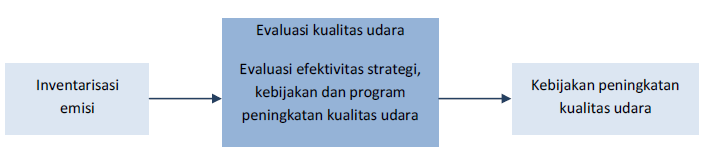 Inventarisasi
emisi
Evaluasi kualitas udara
Evaluasi efektivitas strategi,
kebijakan dan program
peningkatan kualitas udara
Kebijakan peningkatan
kualitas udara